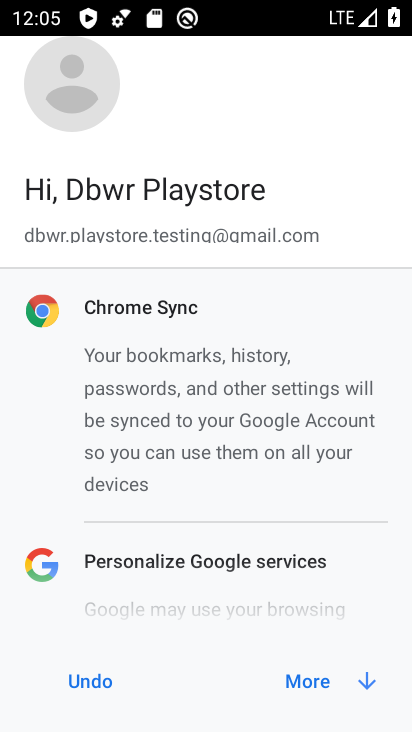 12:05
LTE
Hi, Dbwr Playstore
dbwr.playstore.testing@gmail.com
Chrome Sync
Your bookmarks, history,
passwords, and other settings will
be synced to your Google Account
so you can use them on all your
devices
Personalize Google services
Google may use your browsing
Undo
More